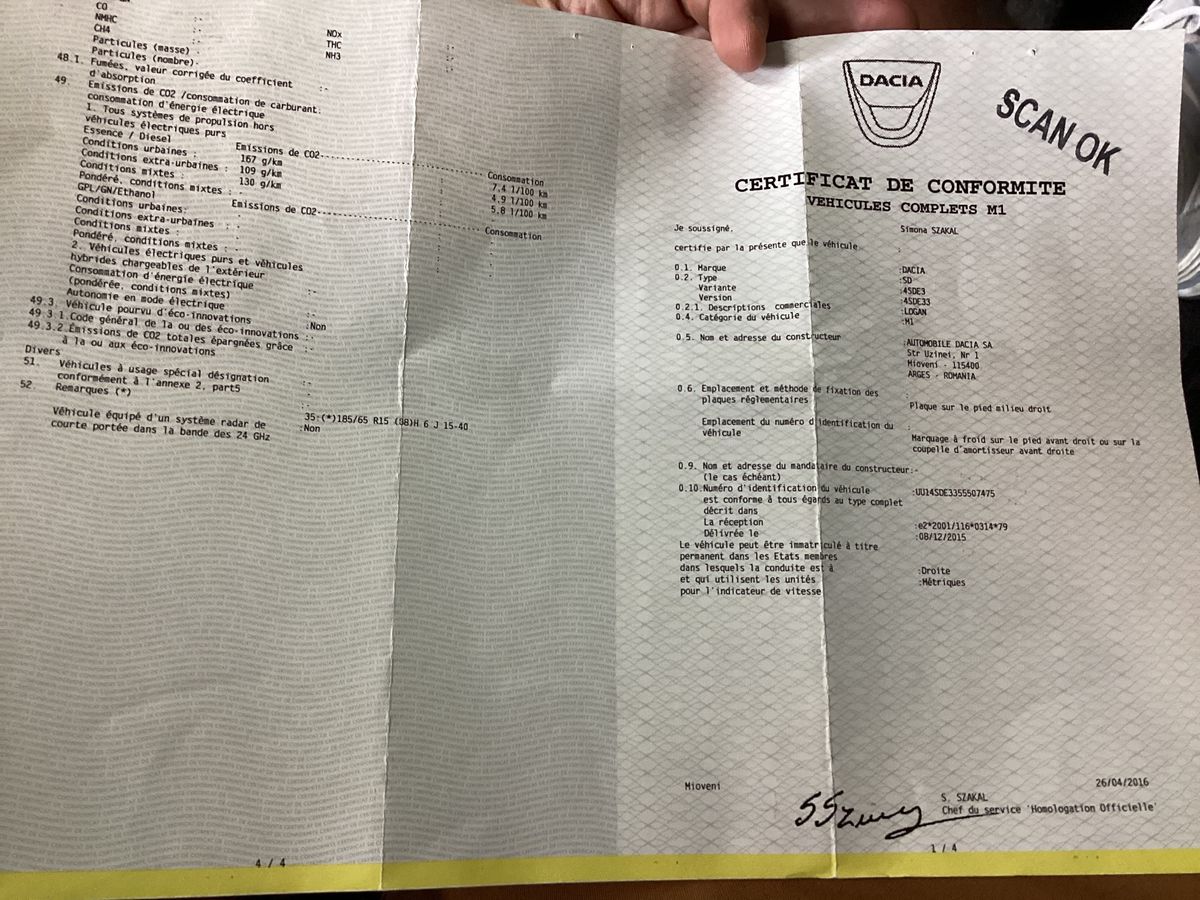 CO
NMHC :-
CH4
Particules (masse) :
Particules (nombre):
NOx
THC
NH3
48.1. Fumées, valeur corrigée du coefficient
d'absorption :-
49. Emissions de CO2 /consommation de carburant.
consommation d'énergie électrique
1. Tous systèmes de propulsion hors
véhicules électriques purs
Essence / Diesel Emissions de CO2 Consommation
Conditions urbaines : 167 g/km 7.4 l/100 km
Conditions extra-urbaines : 109 g/km 4.9 l/100 km
Conditions mixtes : 130 g/km 5.8 l/100 km
Pondéré, conditions mixtes : -
GPL/GN/Ethanol Emissions de CO2 Consommation
Conditions urbaines:
Conditions extra-urbaines : :
Conditions mixtes :
Pondéré, conditions mixtes : -
2. Véhicules électriques purs et véhicules
hybrides chargeables de l'extérieur
Consommation d'énergie électrique
(pondérée, conditions mixtes) :-
Autonomie en mode électrique :-
49.3. Véhicule pourvu d'éco-innovations :Non
49.3.1.Code général de la ou des éco-innovations :-
49.3.2.Émissions de CO2 totales épargnées grâce :-
à la ou aux éco-innovations
Divers
51. Véhicules à usage spécial désignation
conformément à l'annexe 2, part5 :-
52. Remarques (*) :-
35-(*)185/65 R15 (88)H 6 J 15-40
Véhicule équipé d'un système radar de
courte portée dans la bande des 24 GHz :Non
4 / 4
DACIA
SCAN OK
CERTIFICAT DE CONFORMITE
VEHICULES COMPLETS M1
Je soussigné. Simona SZAKAL
certifie par la présente que le véhicule :
0.1. Marque :DACIA
0.2. Type :SD
Variante :4SDE3
Version :4SDE33
0.2.1. Descriptions commerciales :LOGAN
0.4. Catégorie du véhicule :M1
0.5. Nom et adresse du constructeur :AUTOMOBILE DACIA SA
Str Uzinei, Nr 1
Mioveni - 115400
ARGES - ROMANIA
0.6. Emplacement et méthode de fixation des :
plaques réglementaires Plaque sur le pied milieu droit
Emplacement du numéro d'identification du :
véhicule Marquage à froid sur le pied avant droit ou sur la
coupelle d'amortisseur avant droite
0.9. Nom et adresse du mandataire du constructeur:-
(le cas échéant)
0.10.Numéro d'identification du véhicule :UU14SDE3355507475
est conforme à tous égards au type complet
décrit dans
La réception :e2*2001/116*0314*79
Délivrée le :08/12/2015
Le véhicule peut être immatriculé à titre
permanent dans les Etats membres
dans lesquels la conduite est à :Droite
et qui utilisent les unités :Métriques
pour l'indicateur de vitesse
Mioveni 26/04/2016
S. SZAKAL
Chef du service 'Homologation Officielle'
1 / 4